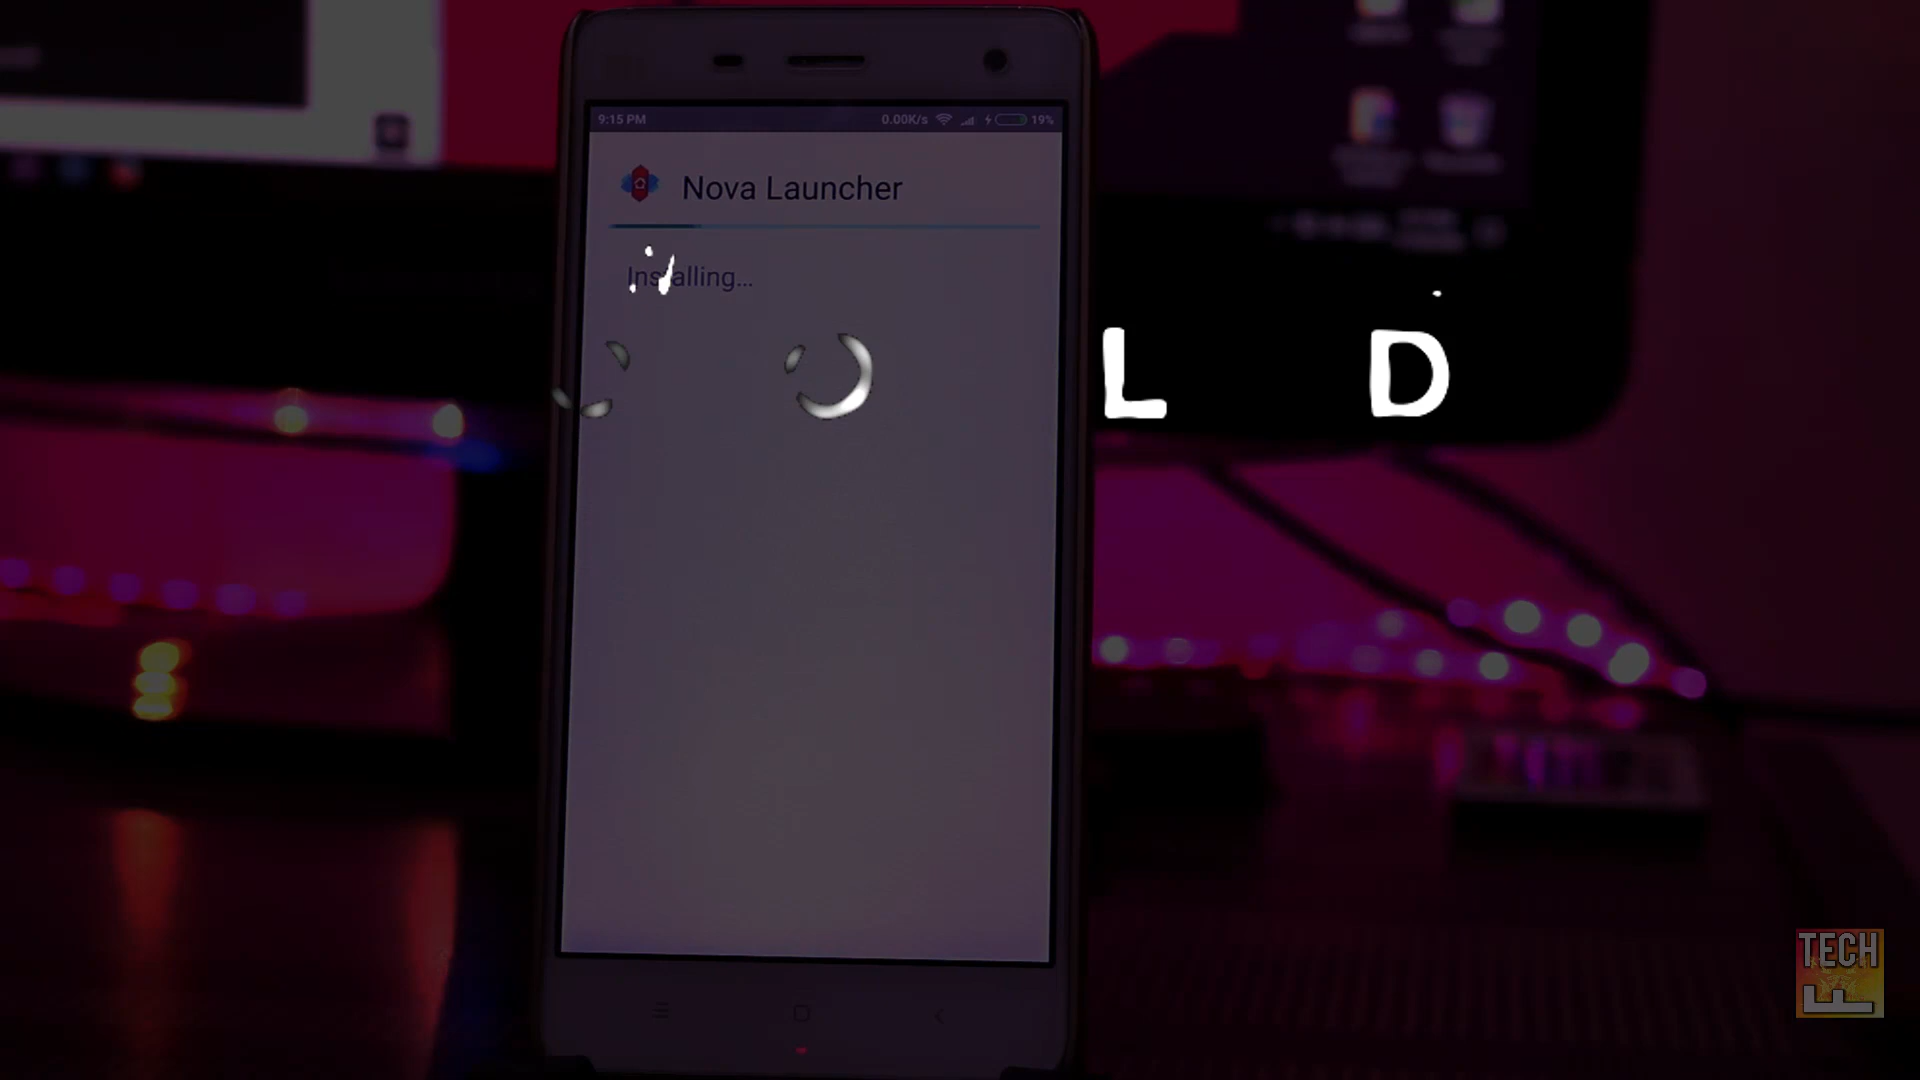 9:15 PM 0.00K/s 19%
Nova Launcher
Installing...
L D
TECH
F